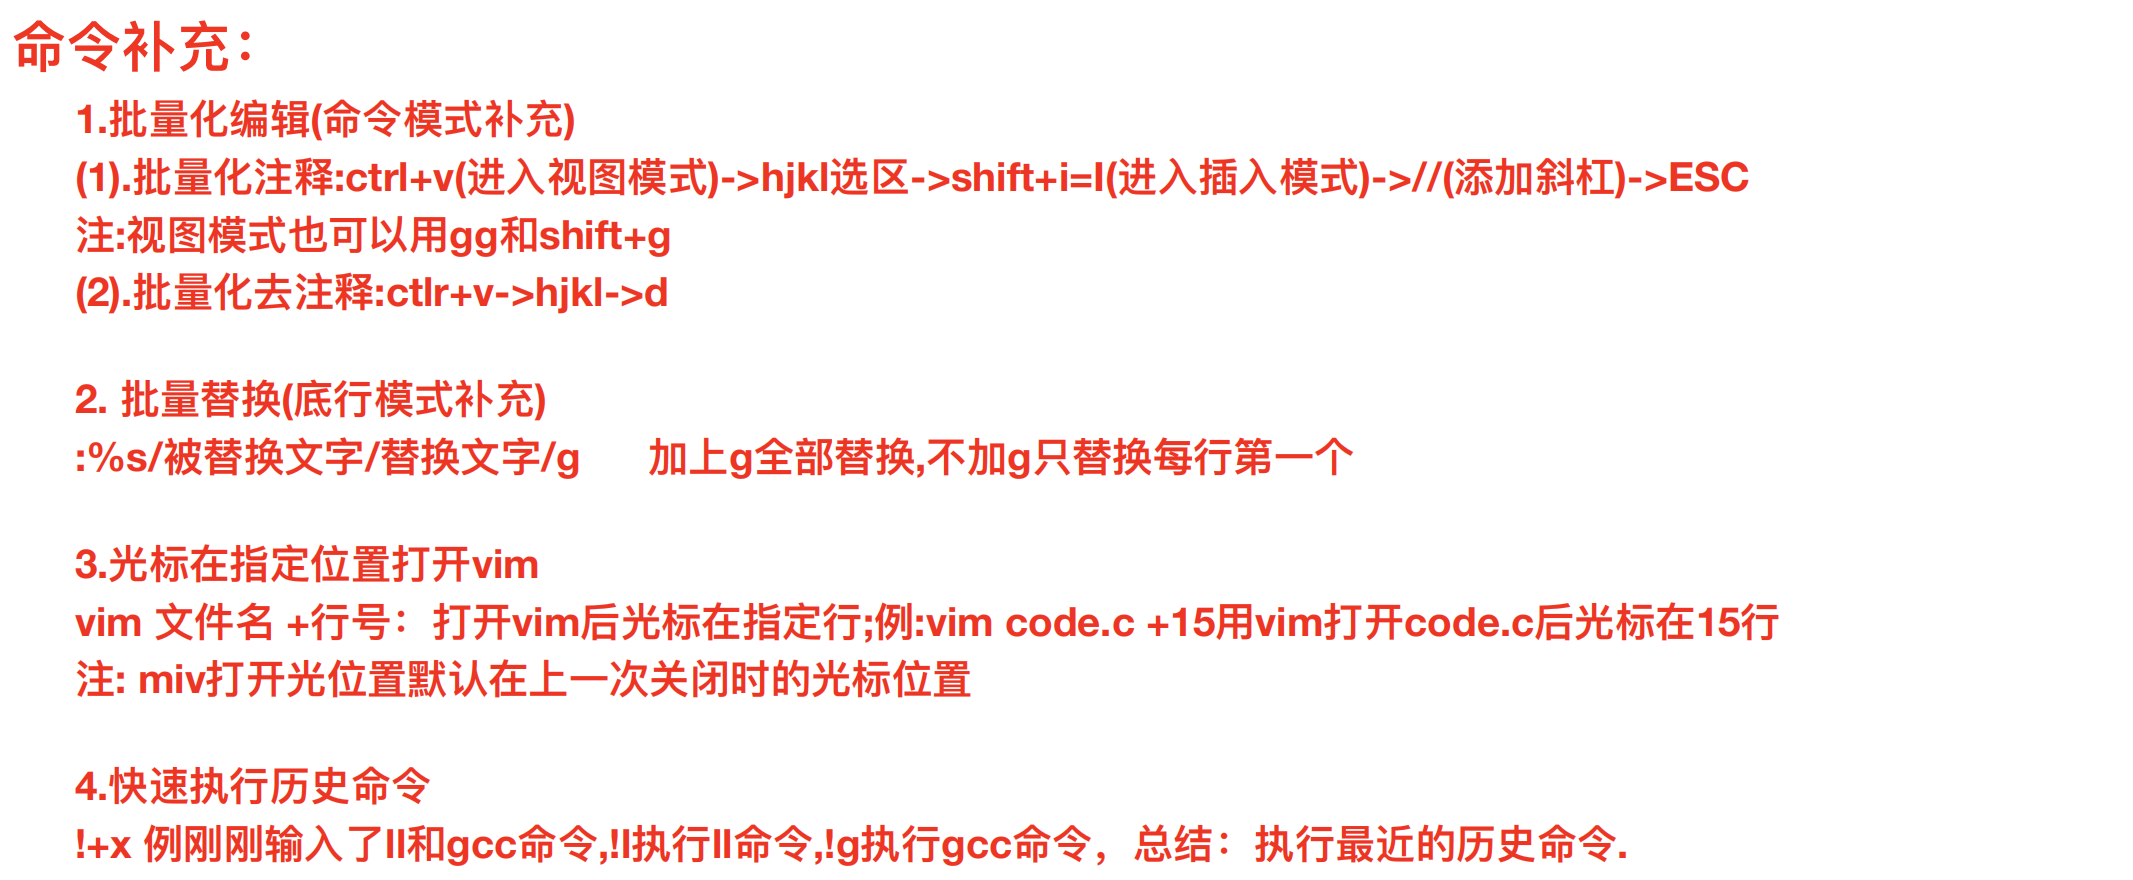 命令补充：
1.批量化编辑(命令模式补充)
(1).批量化注释:ctrl+v(进入视图模式)->hjkl选区->shift+i=I(进入插入模式)->//(添加斜杠)->ESC
注:视图模式也可以用gg和shift+g
(2).批量化去注释:ctlr+v->hjkl->d
2. 批量替换(底行模式补充)
:%s/被替换文字/替换文字/g 加上g全部替换,不加g只替换每行第一个
3.光标在指定位置打开vim
vim 文件名 +行号：打开vim后光标在指定行;例:vim code.c +15用vim打开code.c后光标在15行
注: miv打开光位置默认在上一次关闭时的光标位置
4.快速执行历史命令
!+x 例刚刚输入了ll和gcc命令,!l执行ll命令,!g执行gcc命令，总结：执行最近的历史命令.